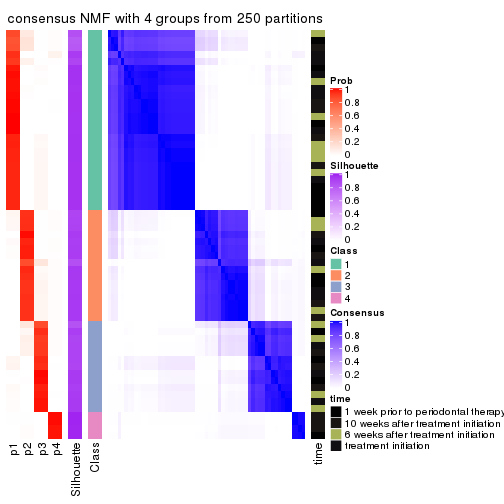 consensus NMF with 4 groups from 250 partitions
Prob
1
0.8
0.6
0.4
0.2
0
Silhouette
1
0.8
0.6
0.4
0.2
0
Class
1
2
3
4
Consensus
1
0.8
0.6
0.4
0.2
0
time
1 week prior to periodontal therapy
10 weeks after treatment initiation
6 weeks after treatment initiation
treatment initiation
p1
p2
p3
p4
Silhouette
Class
time